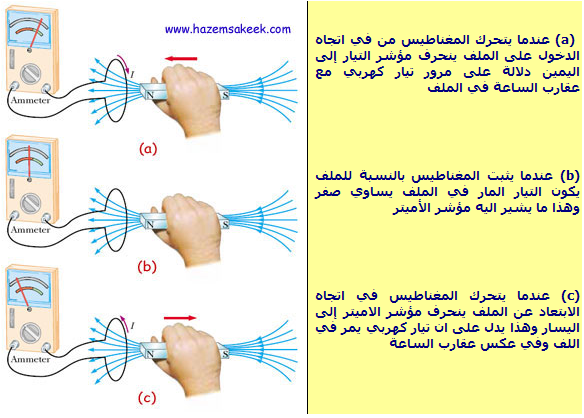 www.hazemsakeek.com
I
Ammeter
N
S
(a)
Ammeter
N
S
(b)
I
Ammeter
N
S
(c)
(a) عندما يتحرك المغناطيس من في اتجاه
الدخول على الملف ينحرف مؤشر التيار إلى
اليمين دلالة على مرور تيار كهربي مع
عقارب الساعة في الملف
(b) عندما يثبت المغناطيس بالنسبة للملف
يكون التيار المار في الملف يساوي صفر
وهذا ما يشير اليه مؤشر الأميتر
(c) عندما يتحرك المغناطيس في اتجاه
الابتعاد عن الملف ينحرف مؤشر الاميتر إلى
اليسار وهذا يدل على ان تيار كهربي يمر في
اللف وفي عكس عقارب الساعة